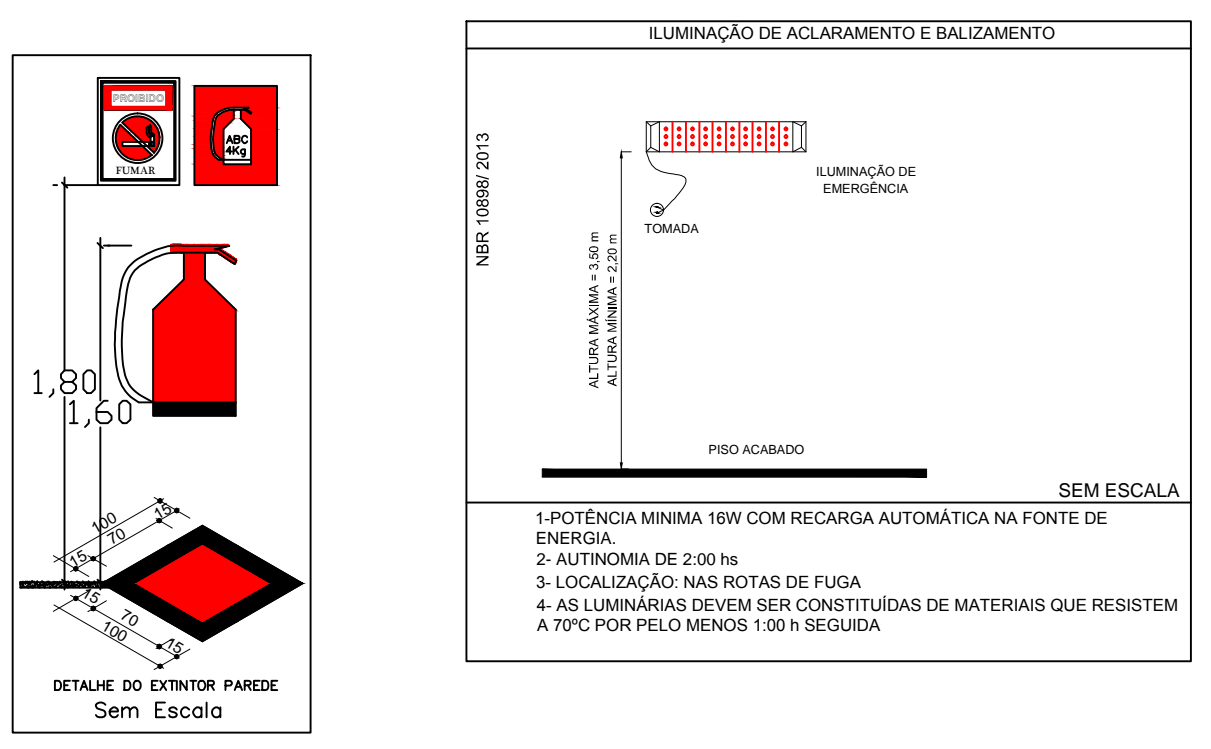 PROIBIDO
FUMAR
ABC
4Kg
1,80
1,60
100
15
70
15
15
70
100
15
DETALHE DO EXTINTOR PAREDE
Sem Escala
ILUMINAÇÃO DE ACLARAMENTO E BALIZAMENTO
NBR 10898/ 2013
ILUMINAÇÃO DE
EMERGÊNCIA
TOMADA
ALTURA MÁXIMA = 3,50 m
ALTURA MÍNIMA = 2,20 m
PISO ACABADO
SEM ESCALA
1-POTÊNCIA MINIMA 16W COM RECARGA AUTOMÁTICA NA FONTE DE
ENERGIA.
2- AUTINOMIA DE 2:00 hs
3- LOCALIZAÇÃO: NAS ROTAS DE FUGA
4- AS LUMINÁRIAS DEVEM SER CONSTITUÍDAS DE MATERIAIS QUE RESISTEM
A 70ºC POR PELO MENOS 1:00 h SEGUIDA